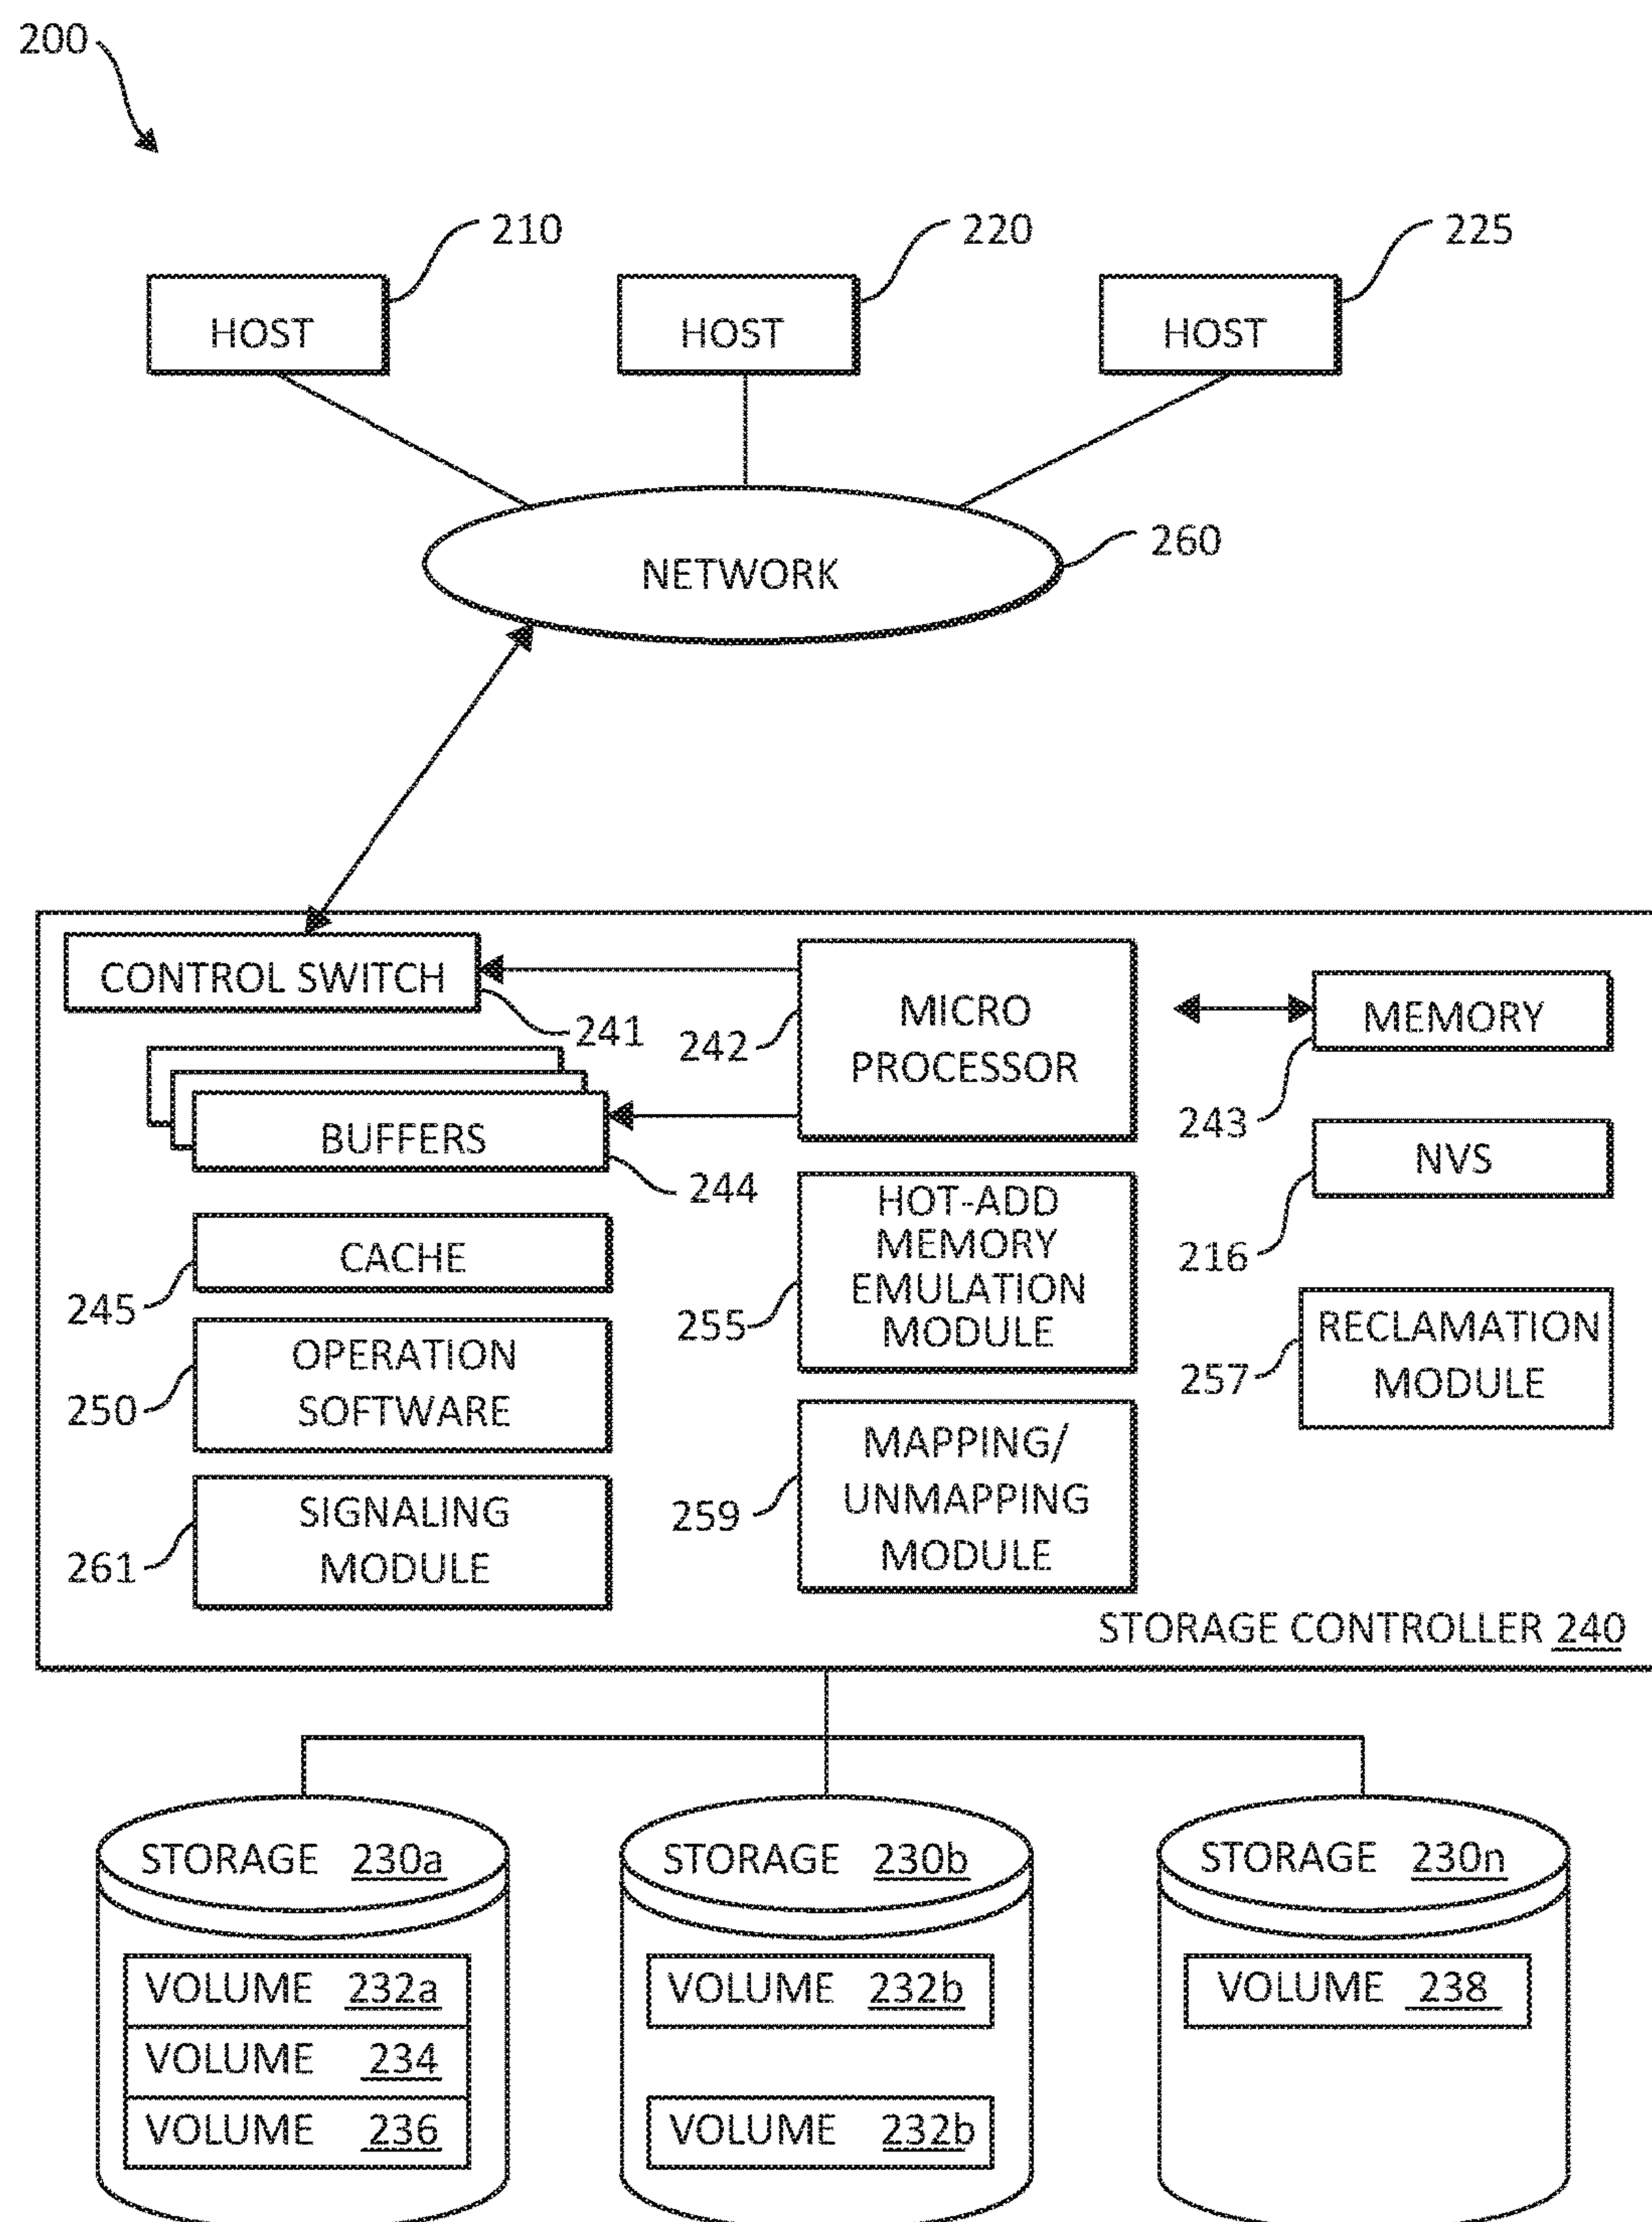 200
210
220
225
HOST
HOST
HOST
NETWORK
260
CONTROL SWITCH
241
242
MICRO
PROCESSOR
MEMORY
243
BUFFERS
244
NVS
216
CACHE
245
HOT-ADD
MEMORY
EMULATION
MODULE
255
RECLAMATION
MODULE
257
OPERATION
SOFTWARE
250
MAPPING/
UNMAPPING
MODULE
259
SIGNALING
MODULE
261
STORAGE CONTROLLER 240
STORAGE 230a
VOLUME 232a
VOLUME 234
VOLUME 236
STORAGE 230b
VOLUME 232b
VOLUME 232b
STORAGE 230n
VOLUME 238